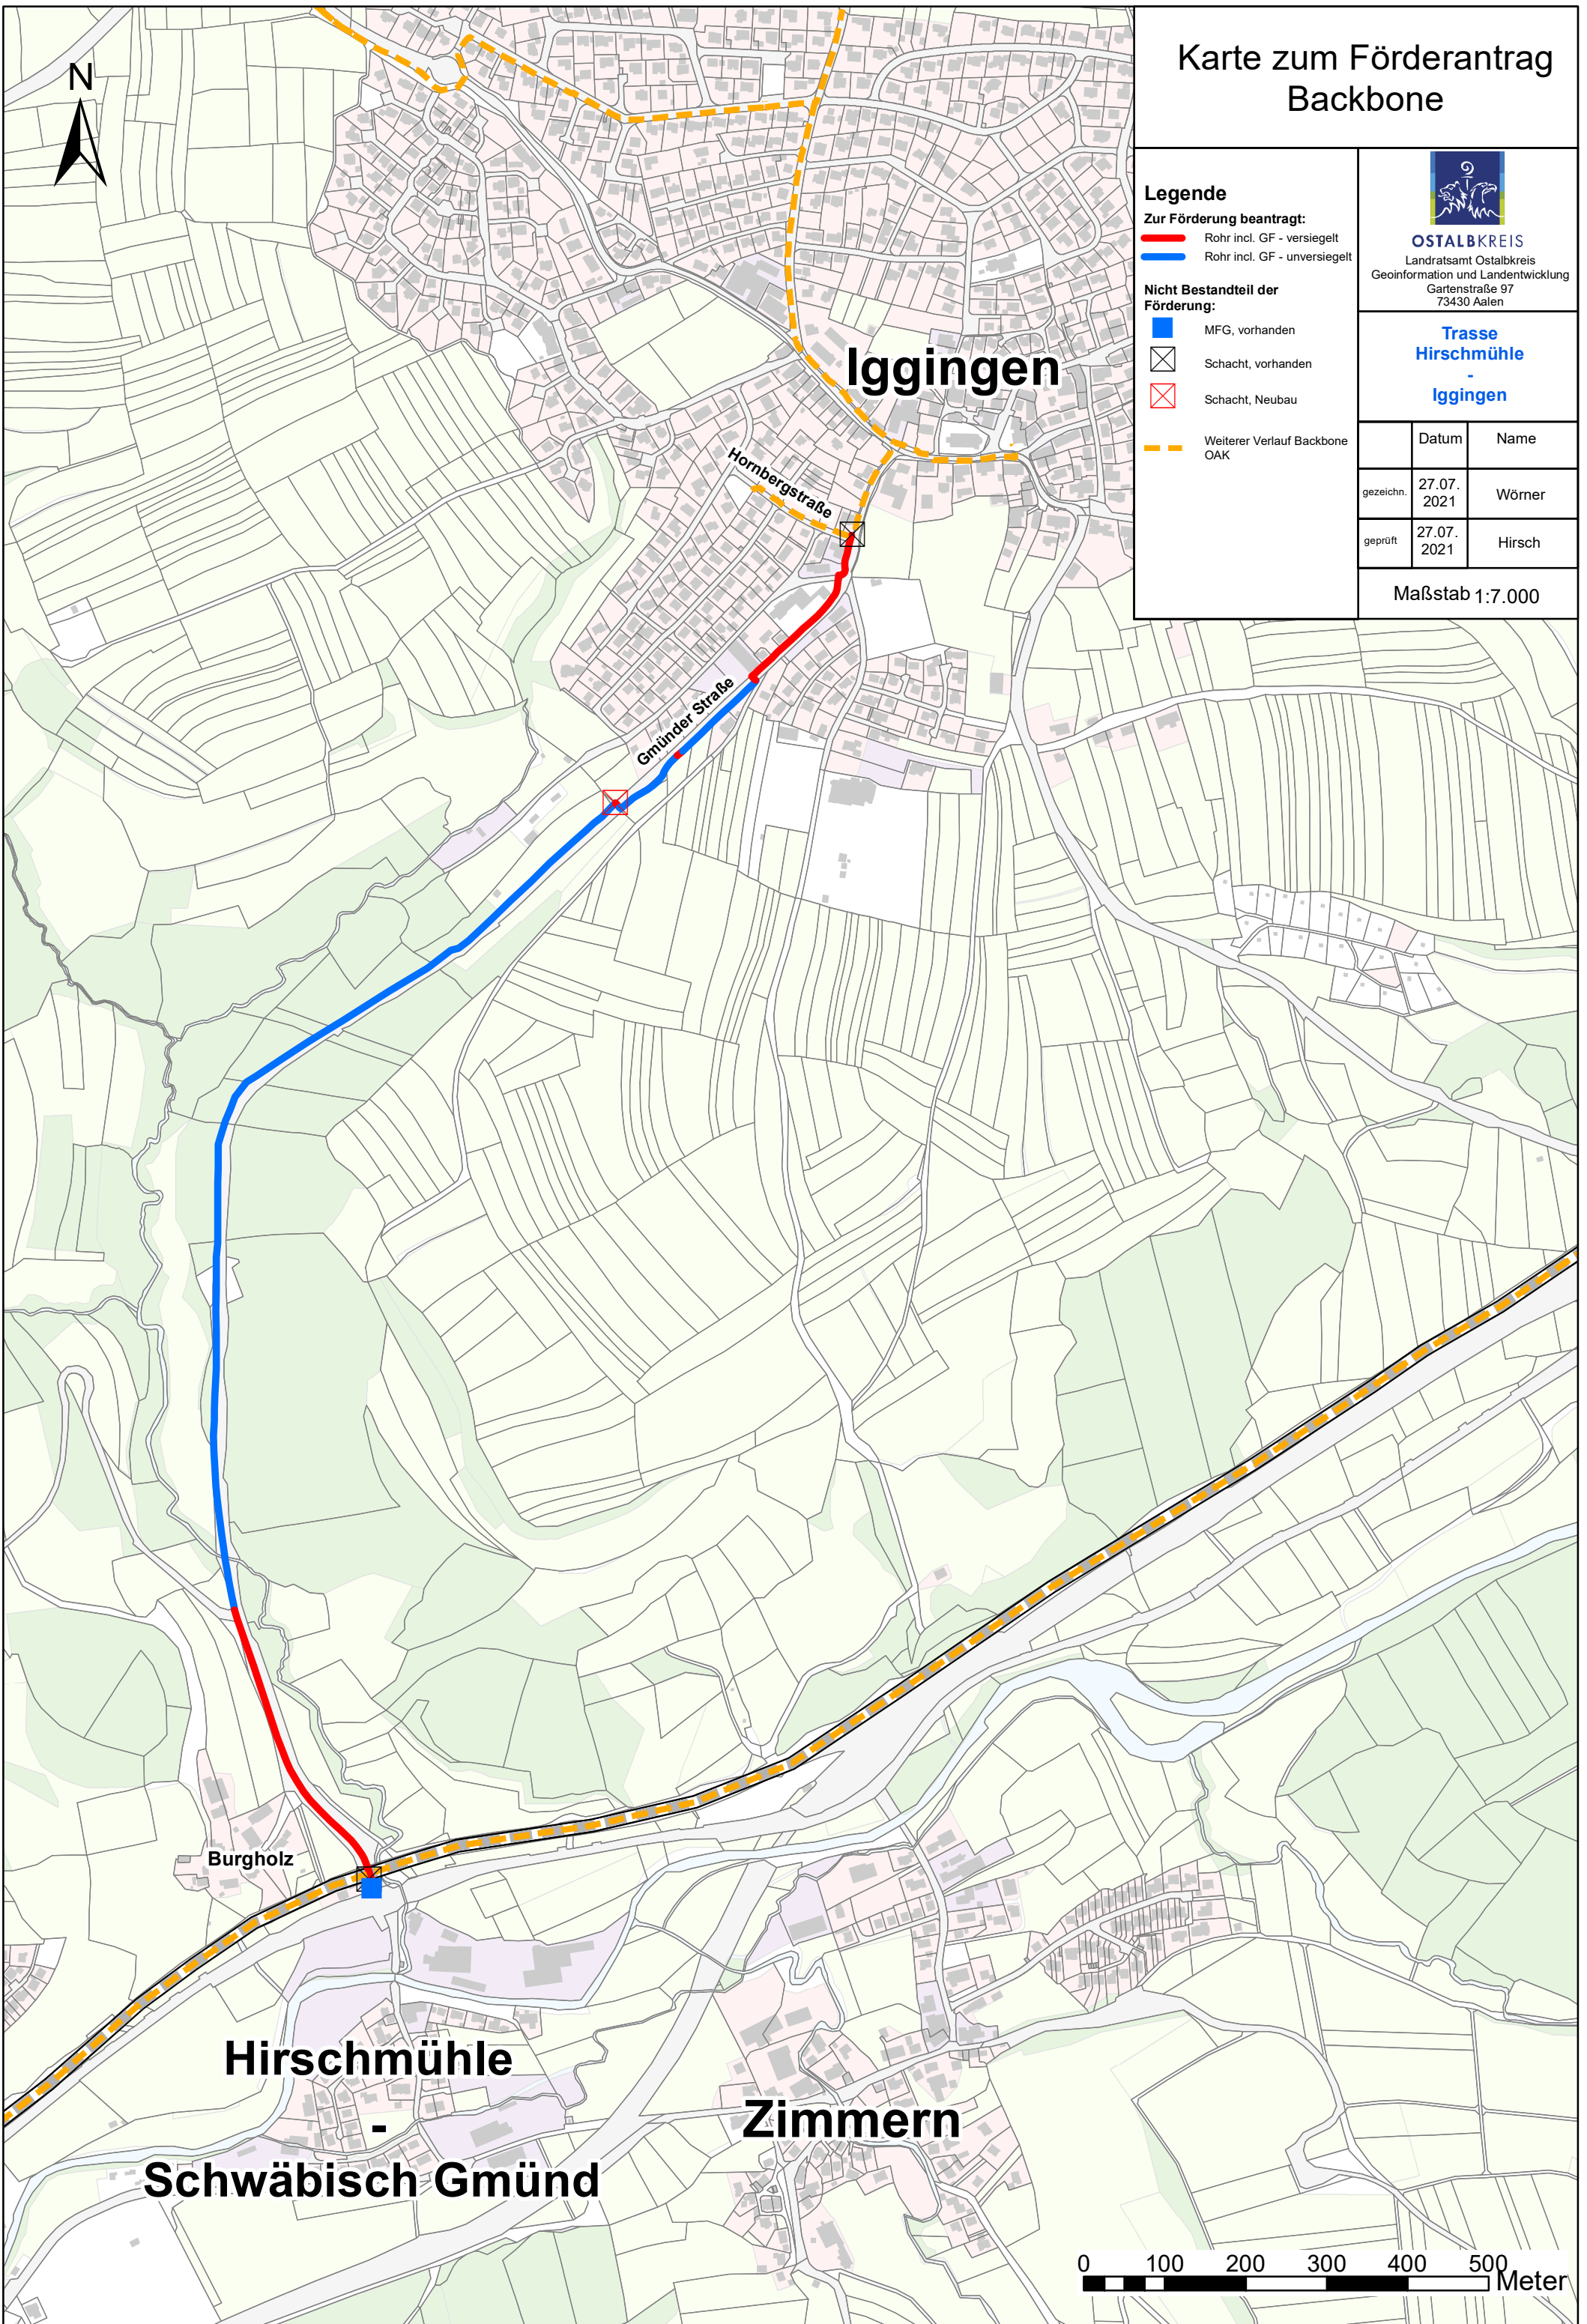 Karte zum Förderantrag
Backbone
N
Legende
Zur Förderung beantragt:
Rohr incl. GF - versiegelt
Rohr incl. GF - unversiegelt
Nicht Bestandteil der
Förderung:
MFG, vorhanden
Schacht, vorhanden
Schacht, Neubau
Weiterer Verlauf Backbone
OAK
OSTALBKREIS
Landratsamt Ostalbkreis
Geoinformation und Landentwicklung
Gartenstraße 97
73430 Aalen
Trasse
Hirschmühle
-
Iggingen
Datum Name
gezeichn. 27.07.
2021 Wörner
geprüft 27.07.
2021 Hirsch
Maßstab 1:7.000
Iggingen
Hornbergstraße
Gmünder Straße
Burgholz
Hirschmühle
-
Schwäbisch Gmünd
Zimmern
0 100 200 300 400 500
Meter